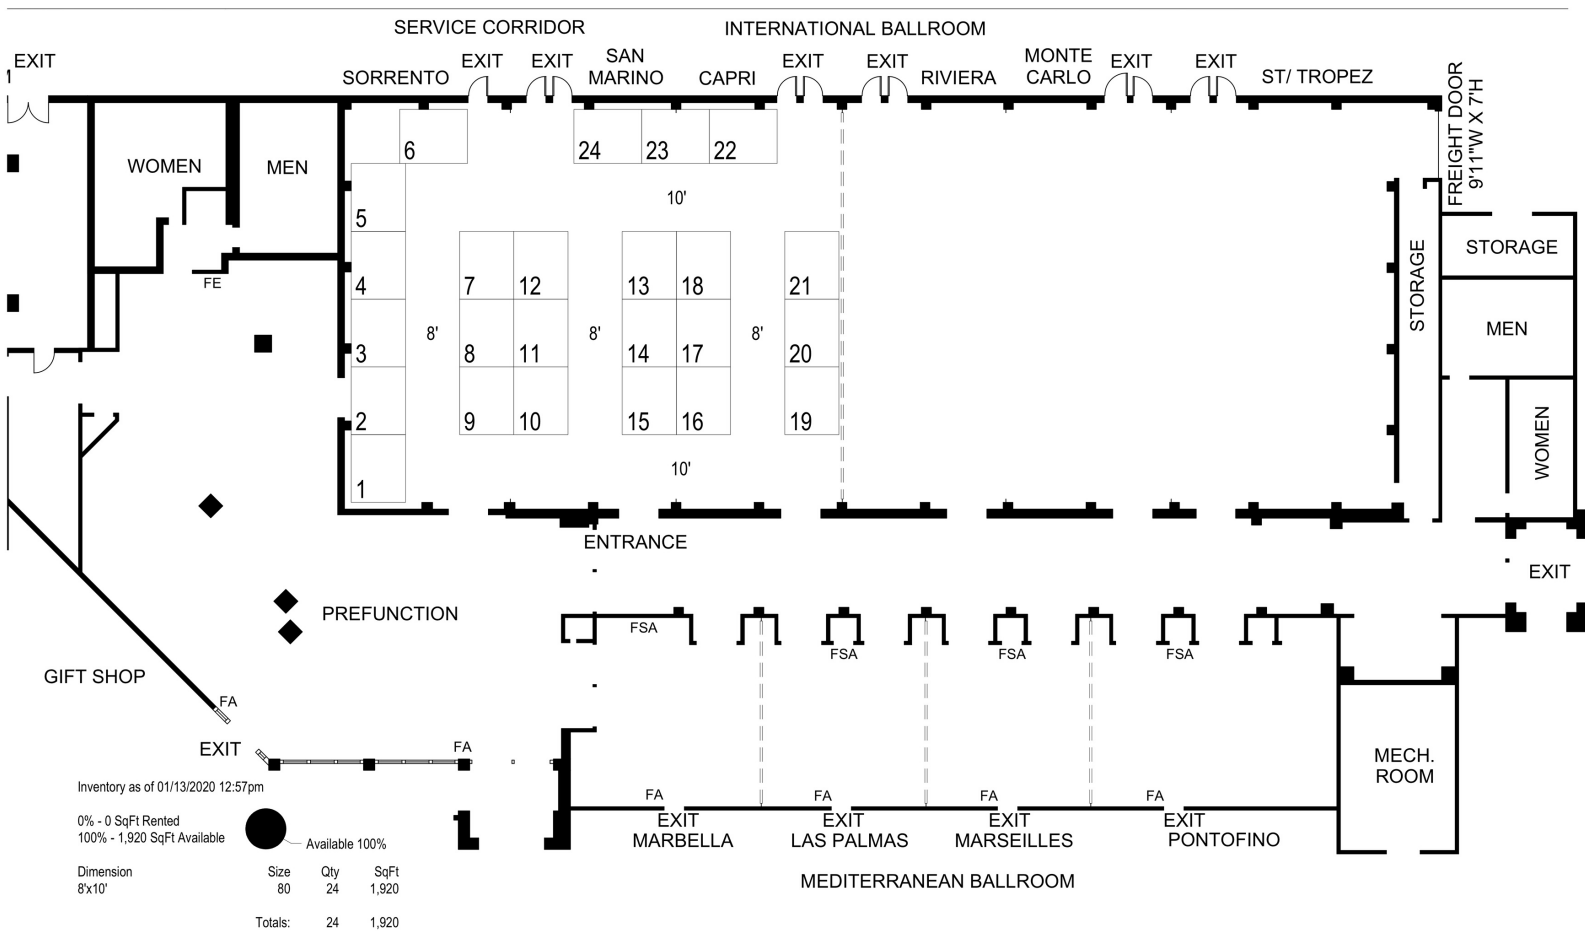 SERVICE CORRIDOR
INTERNATIONAL BALLROOM
EXIT
SORRENTO
EXIT
EXIT
SAN
MARINO
CAPRI
EXIT
EXIT
RIVIERA
MONTE
CARLO
EXIT
EXIT
ST/ TROPEZ
FREIGHT DOOR
9'11"W X 7'H
WOMEN
MEN
6
24
23
22
10'
5
STORAGE
STORAGE
FE
4
7
12
13
18
21
MEN
8'
8'
8'
3
8
11
14
17
20
2
9
10
15
16
19
WOMEN
10'
1
ENTRANCE
EXIT
PREFUNCTION
FSA
FSA
FSA
FSA
GIFT SHOP
FA
EXIT
FA
MECH.
ROOM
Inventory as of 01/13/2020 12:57pm
FA
FA
FA
FA
0% - 0 SqFt Rented
100% - 1,920 SqFt Available
Available 100%
EXIT
MARBELLA
EXIT
LAS PALMAS
EXIT
MARSEILLES
EXIT
PONTOFINO
Dimension Size Qty SqFt
8'x10' 80 24 1,920
MEDITERRANEAN BALLROOM
Totals: 24 1,920